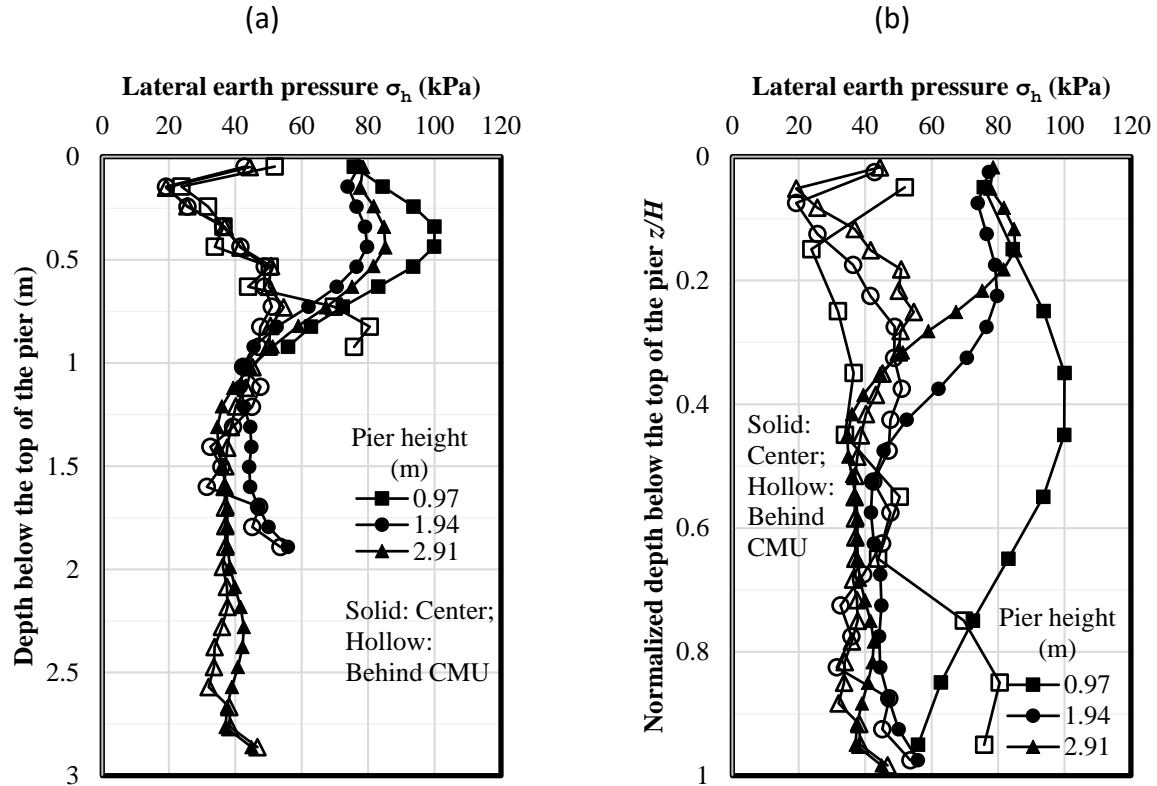 (a)
Lateral earth pressure σh (kPa)
0 20 40 60 80 100 120
Depth below the top of the pier (m)
0
0.5
1
1.5
2
2.5
3
Pier height
(m)
0.97
1.94
2.91
Solid: Center;
Hollow:
Behind CMU
(b)
Lateral earth pressure σh (kPa)
0 20 40 60 80 100 120
Normalized depth below the top of the pier z/H
0
0.2
0.4
0.6
0.8
1
Solid:
Center;
Hollow:
Behind
CMU
Pier height
(m)
0.97
1.94
2.91